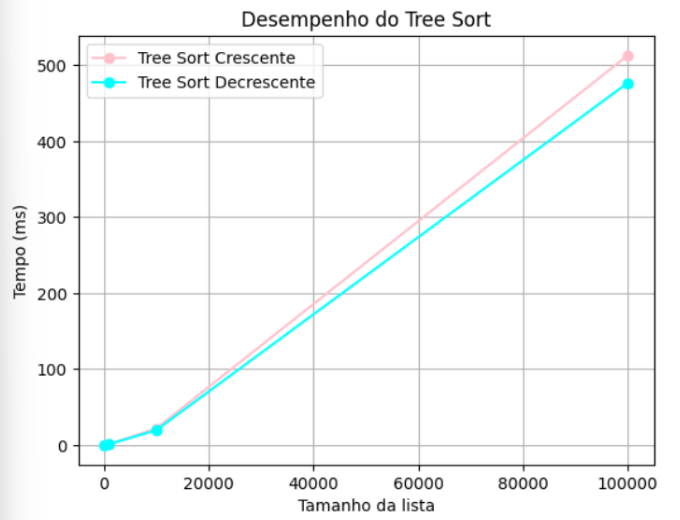 Desempenho do Tree Sort
Tree Sort Crescente
Tree Sort Decrescente
500
400
300
200
100
0
Tempo (ms)
0 20000 40000 60000 80000 100000
Tamanho da lista